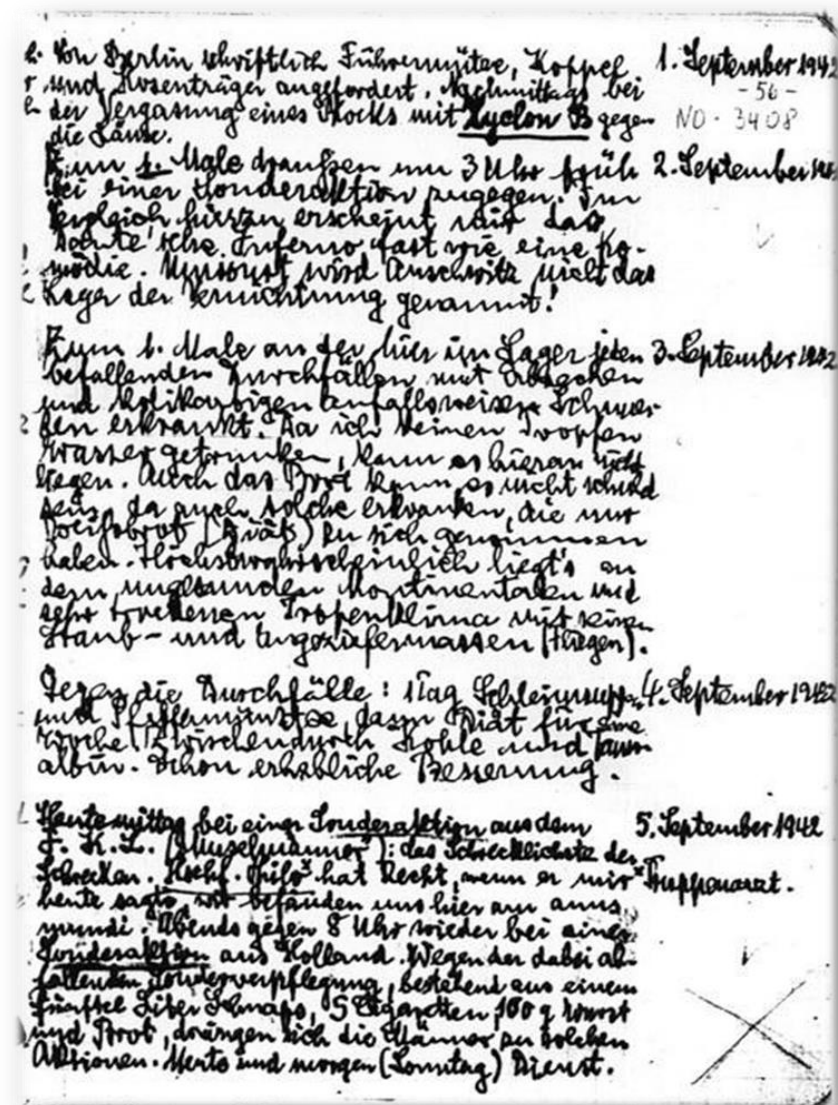 Von Berlin schriftlich Führermütze, Koppel 1. September 1942
und Hosenträger angefordert. Nachmittags bei - 56 -
der Vergasung eines Blocks mit Zyclon B gegen NO-3408
die Läuse.
Zum 1. Male draußen um 3 Uhr früh 2. September 1942
bei einer Sonderaktion zugegen. Im
Vergleich hierzu erscheint mir das
Dante'sche Inferno fast wie eine Ko-
mödie. Umsonst wird Auschwitz nicht das
Lager der Vernichtung genannt!
Zum 1. Male an der hier im Lager jeden 3. September 1942
befallenden Durchfällen mit Erbrechen
und kolikartigen anfallsweisen Schmer-
zen erkrankt. Da ich keinen Tropfen
Wasser getrunken, kann es hieran nicht
liegen. Auch das Brot kann es nicht schuld
sein, da auch solche erkranken, die nur
Weißbrot (Diät) zu sich genommen
haben. Höchstwahrscheinlich liegt's an
dem ungesunden kontinentalen und
sehr trockenen Tropenklima mit seinen
Staub- und Ungeziefermassen (Fliegen).
Gegen die Durchfälle: 1 Tag Schleimsuppe 4. September 1942
und Pfefferminztee, dann Diät für eine
Woche. Zwischendurch Kohle und Tann-
albin. Schon erhebliche Besserung.
Heute mittag bei einer Sonderaktion aus dem 5. September 1942
F.K.L. ("Muselmänner"): das Schrecklichste der
Schrecken. Hschf. Thilo x hat Recht, wenn er mir x Truppenarzt.
heute sagte, wir befänden uns hier am anus
mundi. Abends gegen 8 Uhr wieder bei einer
Sonderaktion aus Holland. Wegen der dabei ab-
fallenden Sonderverpflegung, bestehend aus einem
fünftel Liter Schnaps, 5 Zigaretten, 100 g Wurst
und Brot, drängen sich die Männer zu solchen
Aktionen. Heute und morgen (Sonntag) Dienst.